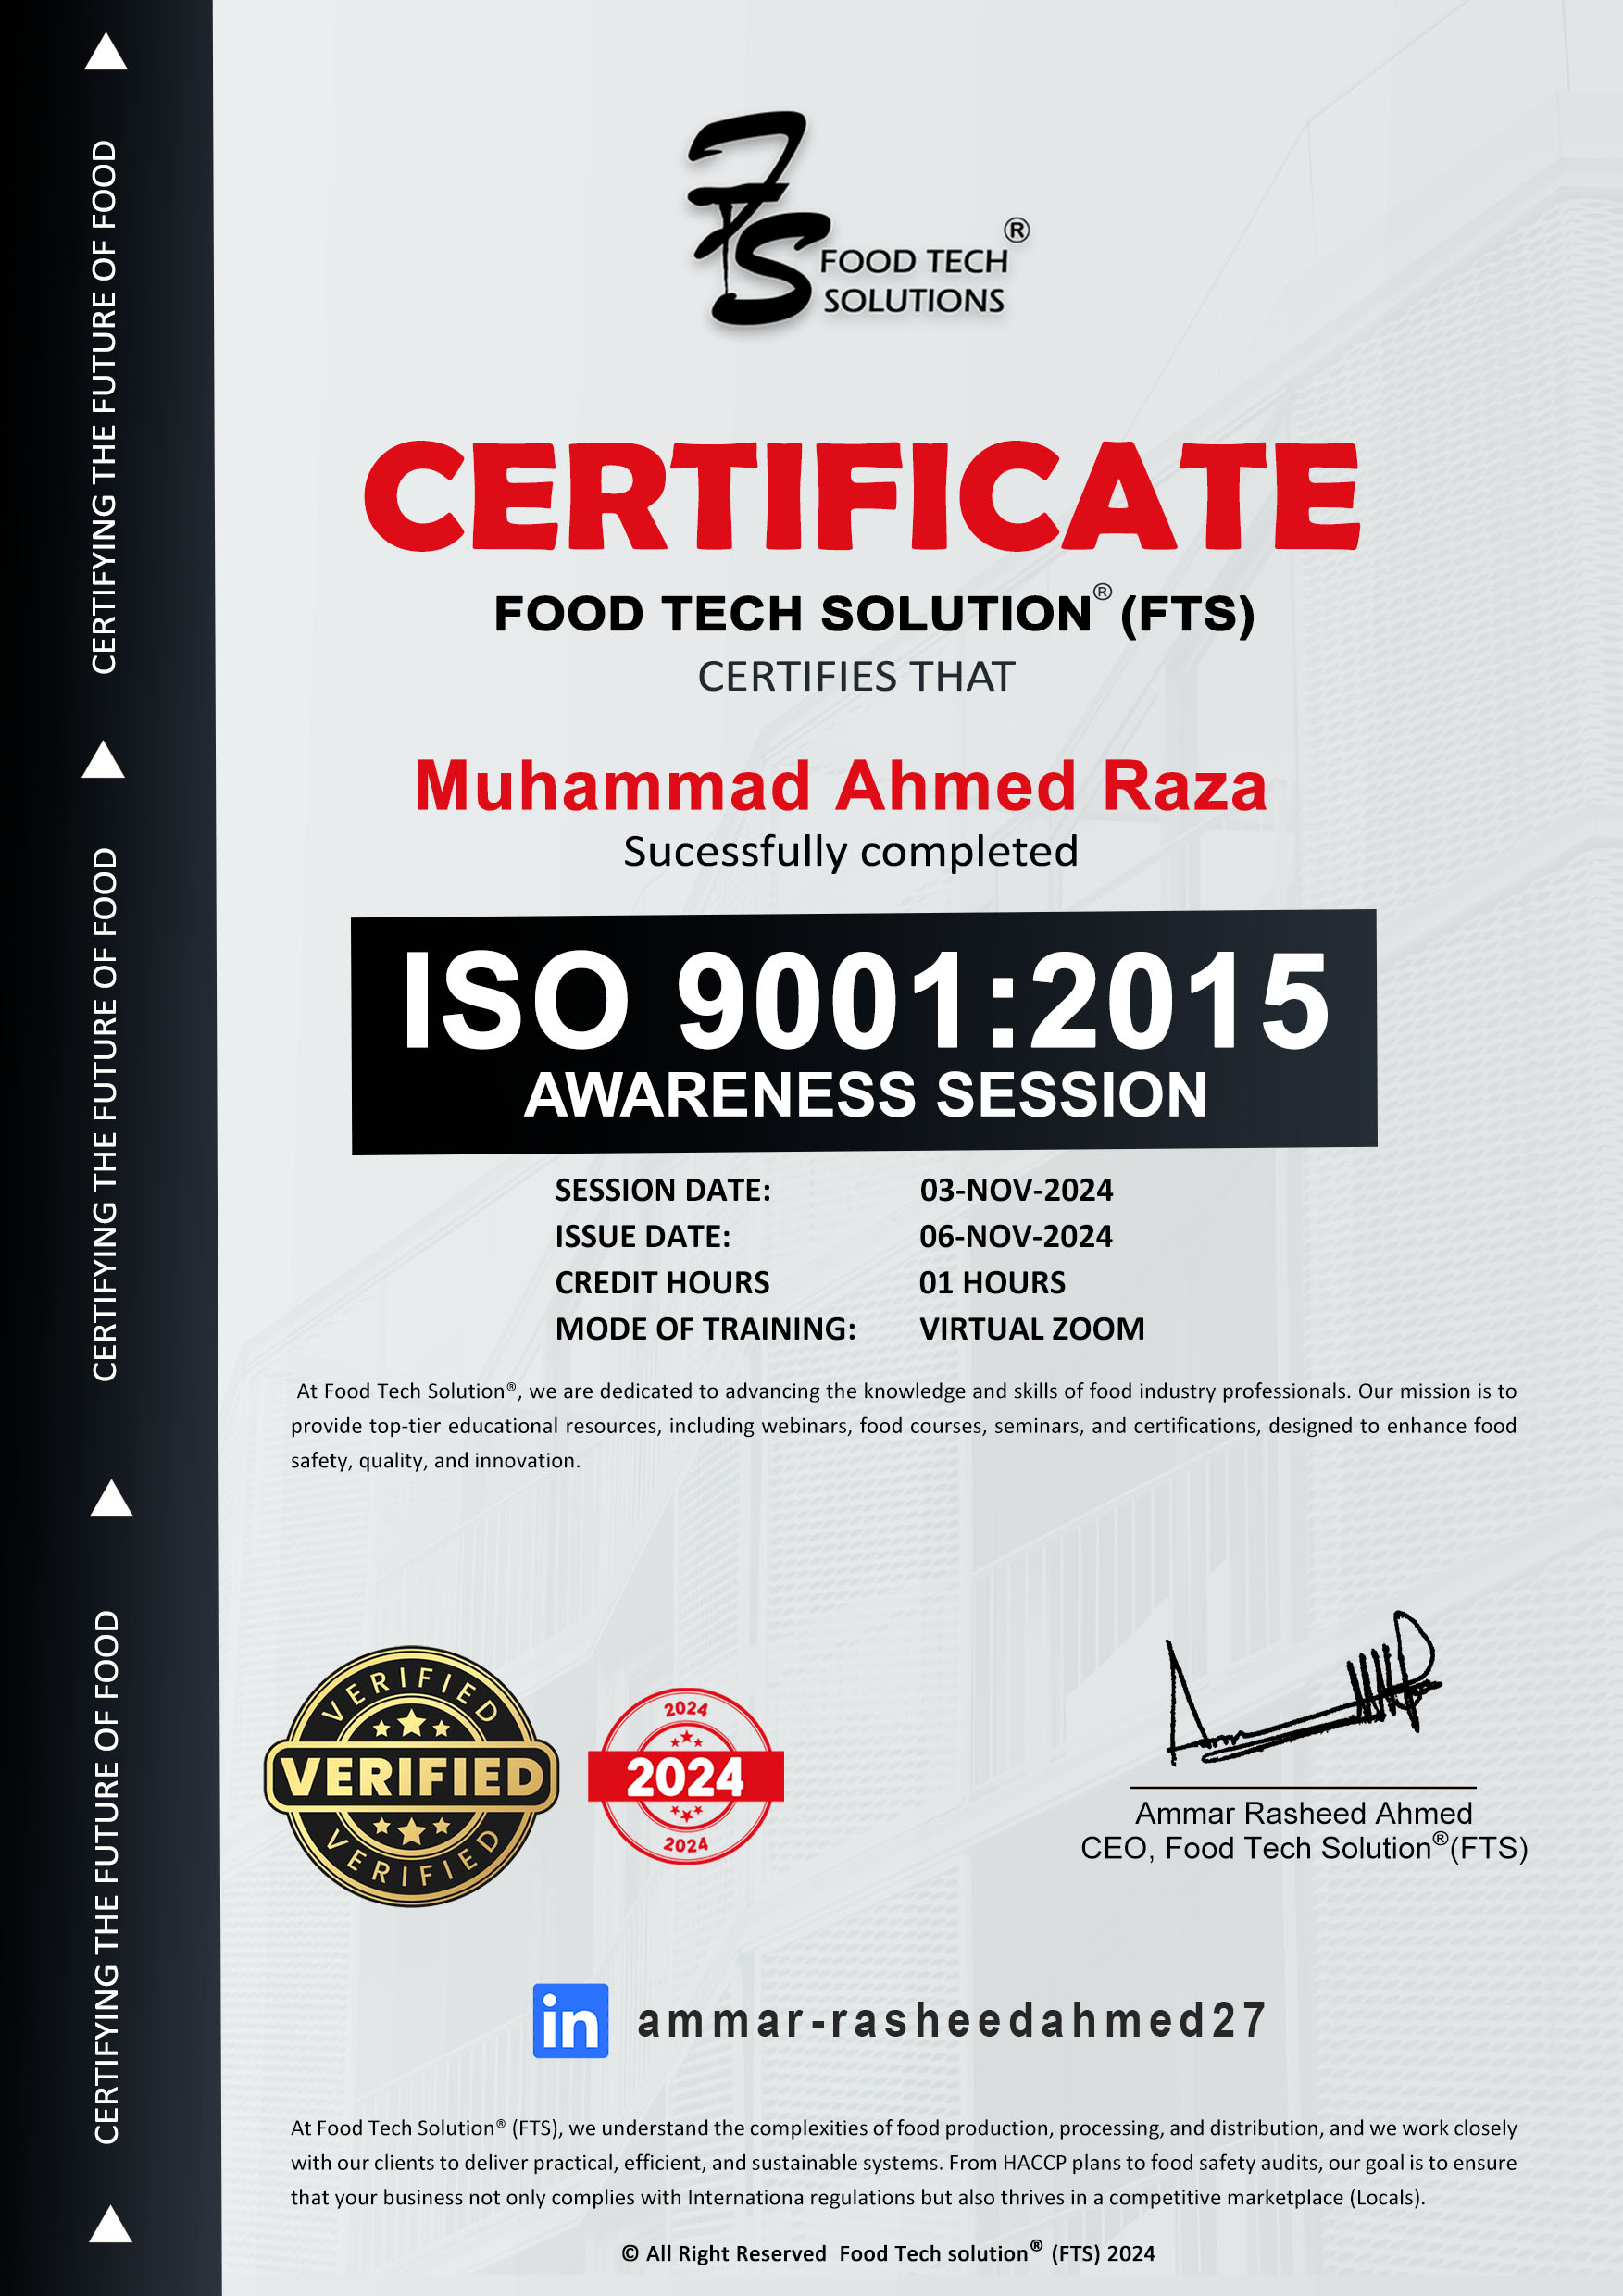 CERTIFYING THE FUTURE OF FOOD
CERTIFYING THE FUTURE OF FOOD
CERTIFYING THE FUTURE OF FOOD
FTS
FOOD TECH ®
SOLUTIONS
CERTIFICATE
FOOD TECH SOLUTION® (FTS)
CERTIFIES THAT
Muhammad Ahmed Raza
Sucessfully completed
ISO 9001:2015
AWARENESS SESSION
SESSION DATE: 03-NOV-2024
ISSUE DATE: 06-NOV-2024
CREDIT HOURS 01 HOURS
MODE OF TRAINING: VIRTUAL ZOOM
At Food Tech Solution®, we are dedicated to advancing the knowledge and skills of food industry professionals. Our mission is to
provide top-tier educational resources, including webinars, food courses, seminars, and certifications, designed to enhance food
safety, quality, and innovation.
VERIFIED
VERIFIED
VERIFIED
2024
2024
2024
Ammar Rasheed Ahmed
CEO, Food Tech Solution®(FTS)
in ammar-rasheedahmed27
At Food Tech Solution® (FTS), we understand the complexities of food production, processing, and distribution, and we work closely
with our clients to deliver practical, efficient, and sustainable systems. From HACCP plans to food safety audits, our goal is to ensure
that your business not only complies with Internationa regulations but also thrives in a competitive marketplace (Locals).
© All Right Reserved Food Tech solution® (FTS) 2024